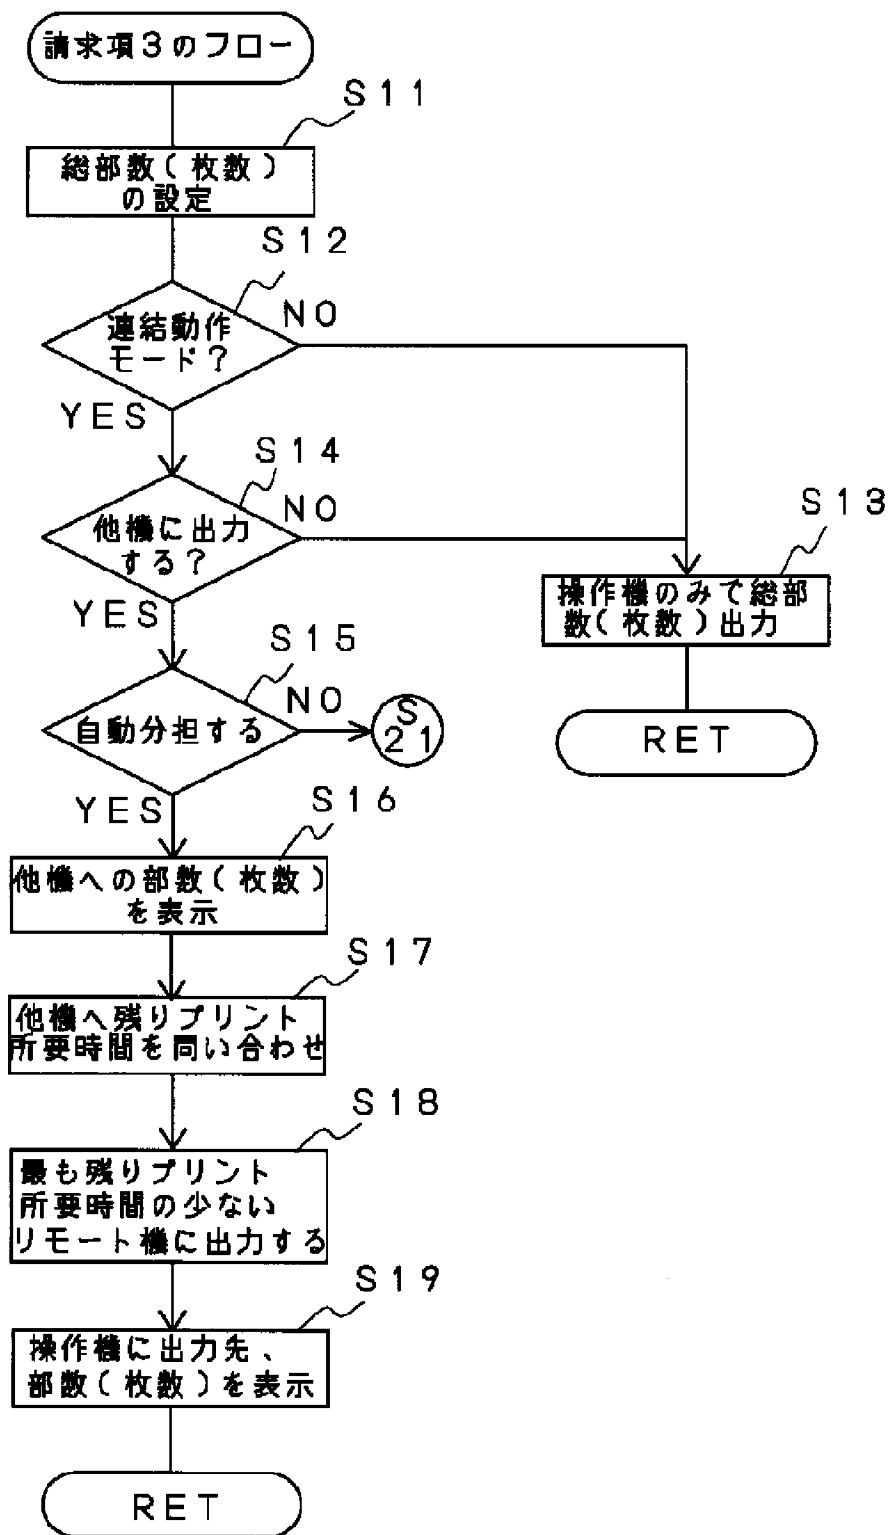 請求項3のフロー
S11
総部数(枚数)
の設定
S12
連結動作
モード?
NO
YES
S14
他機に出力
する?
NO
YES
S13
操作機のみで総部
数(枚数)出力
RET
S15
自動分担する
NO
S
21
YES
S16
他機への部数(枚数)
を表示
S17
他機へ残りプリント
所要時間を同い合わせ
S18
最も残りプリント
所要時間の少ない
リモート機に出力する
S19
操作機に出力先、
部数(枚数)を表示
RET